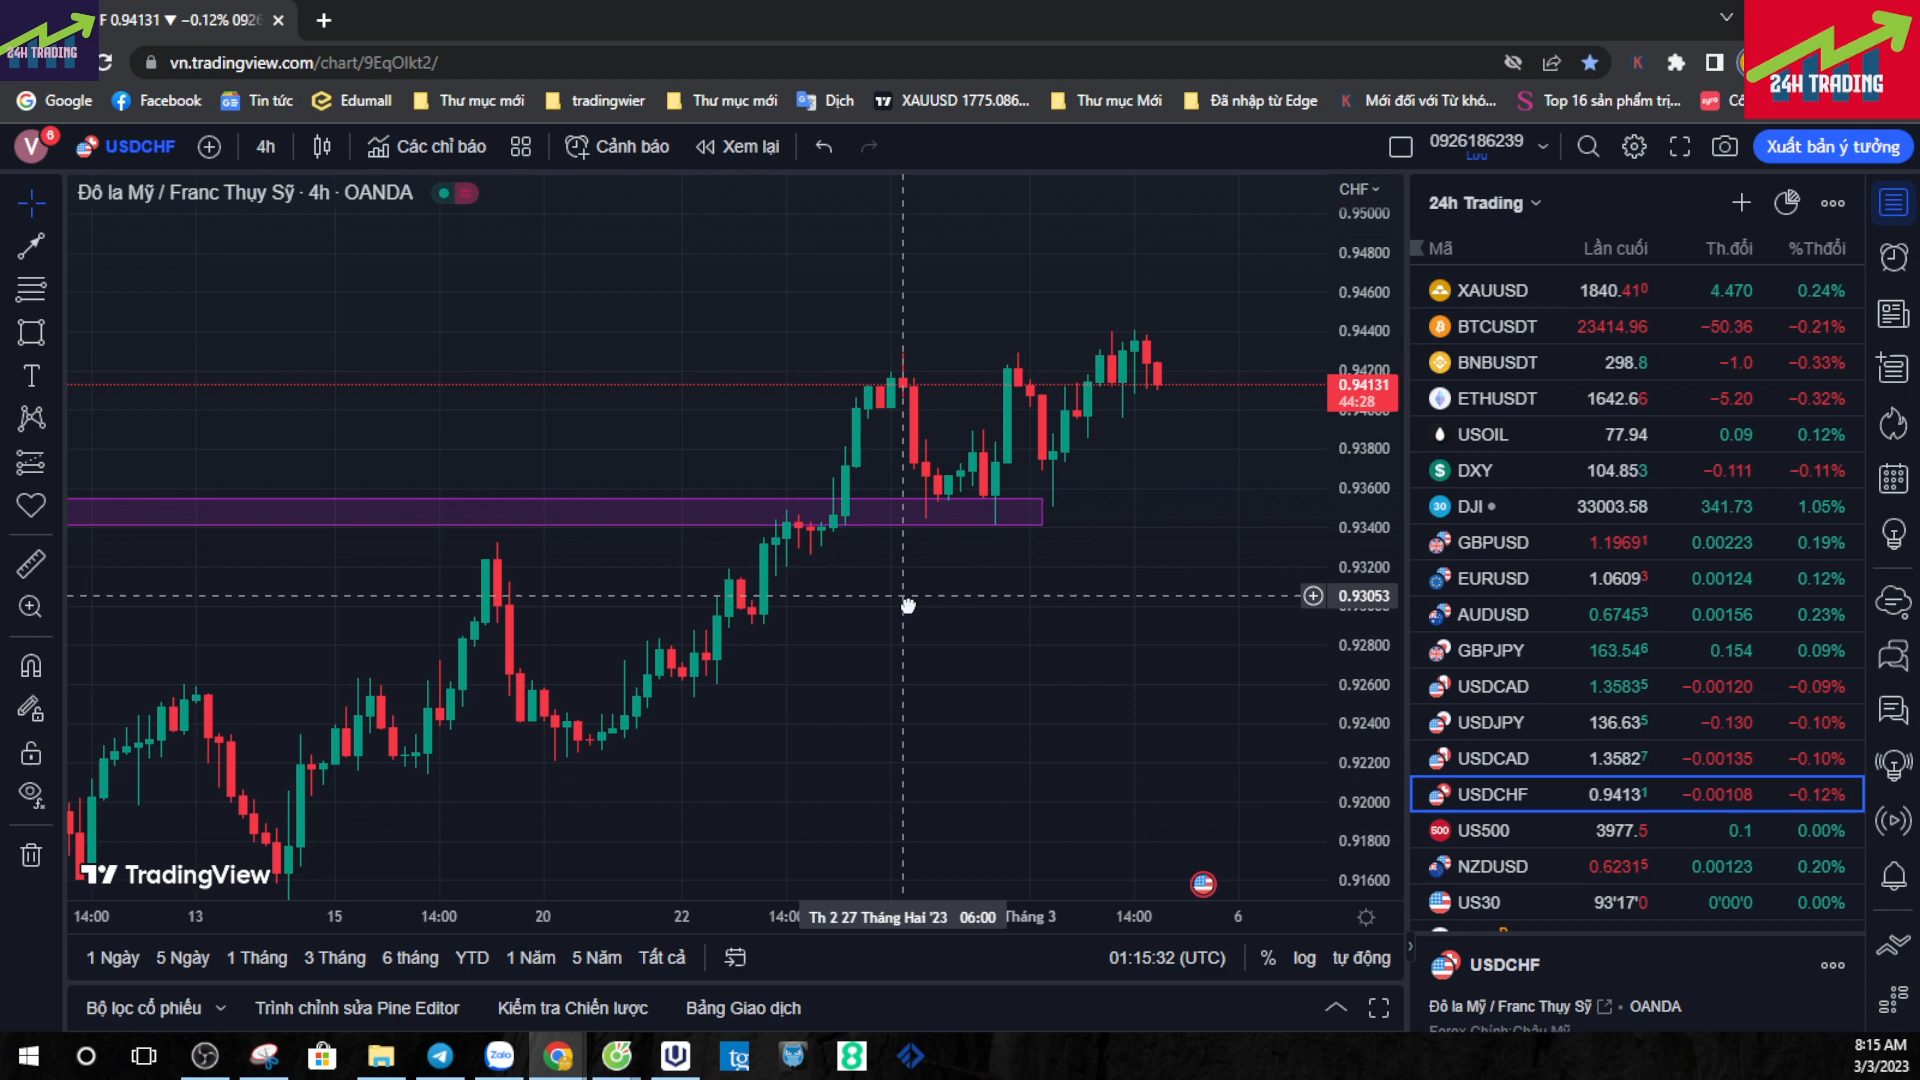 F 0.94131 ▼ −0.12% 0926
24H TRADING
vn.tradingview.com/chart/9EqOlkt2/
24H TRADING
Google
Facebook
Tin tức
Edumall
Thư mục mới
tradingwier
Thư mục mới
Dịch
XAUUSD 1775.086...
Thư mục Mới
Đã nhập từ Edge
Mới đối với Từ khó...
Top 16 sản phẩm trị...
V
6
USDCHF
4h
Các chỉ báo
Cảnh báo
Xem lại
0926186239
Lưu
Xuất bản ý tưởng
Đô la Mỹ / Franc Thụy Sỹ · 4h · OANDA
CHF
0.95000
0.94800
0.94600
0.94400
0.94200
0.94131
44:28
0.94000
0.93800
0.93600
0.93400
0.93200
0.93053
0.92800
0.92600
0.92400
0.92200
0.92000
0.91800
0.91600
TradingView
14:00
13
15
14:00
20
22
14:00
Th 2 27 Tháng Hai '23 06:00
Tháng 3
14:00
6
1 Ngày
5 Ngày
1 Tháng
3 Tháng
6 tháng
YTD
1 Năm
5 Năm
Tất cả
01:15:32 (UTC)
%
log
tự động
Bộ lọc cổ phiếu
Trình chỉnh sửa Pine Editor
Kiểm tra Chiến lược
Bảng Giao dịch
24h Trading
Mã Lần cuối Th.đổi %Thđổi
XAUUSD 1840.410 4.470 0.24%
BTCUSDT 23414.96 −50.36 −0.21%
BNBUSDT 298.8 −1.0 −0.33%
ETHUSDT 1642.66 −5.20 −0.32%
USOIL 77.94 0.09 0.12%
DXY 104.853 −0.111 −0.11%
30 DJI 33003.58 341.73 1.05%
GBPUSD 1.19691 0.00223 0.19%
EURUSD 1.06093 0.00124 0.12%
AUDUSD 0.67453 0.00156 0.23%
GBPJPY 163.546 0.154 0.09%
USDCAD 1.35835 −0.00120 −0.09%
USDJPY 136.635 −0.130 −0.10%
USDCAD 1.35827 −0.00135 −0.10%
USDCHF 0.94131 −0.00108 −0.12%
500 US500 3977.5 0.1 0.00%
NZDUSD 0.62315 0.00123 0.20%
US30 93'17'0 0'00'0 0.00%
USDCHF
Đô la Mỹ / Franc Thụy Sỹ • OANDA
Zalo
tg
8
8:15 AM
3/3/2023